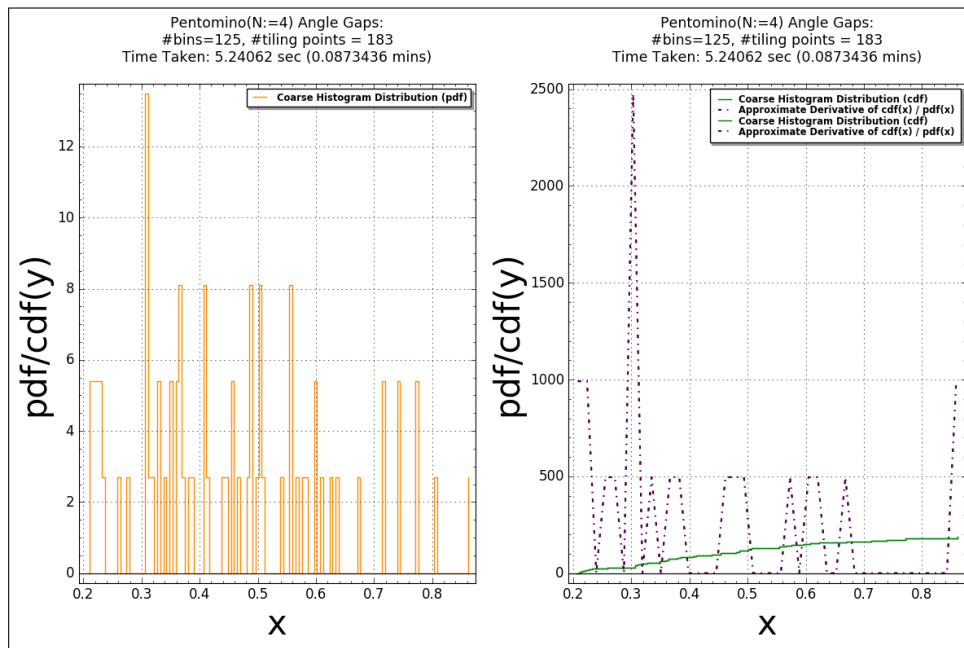 Pentomino(N:=4) Angle Gaps:
#bins=125, #tiling points = 183
Time Taken: 5.24062 sec (0.0873436 mins)
Coarse Histogram Distribution (pdf)
pdf/cdf(y)
12
10
8
6
4
2
0
0.2 0.3 0.4 0.5 0.6 0.7 0.8
x
Pentomino(N:=4) Angle Gaps:
#bins=125, #tiling points = 183
Time Taken: 5.24062 sec (0.0873436 mins)
Coarse Histogram Distribution (cdf)
Approximate Derivative of cdf(x) / pdf(x)
Coarse Histogram Distribution (cdf)
Approximate Derivative of cdf(x) / pdf(x)
pdf/cdf(y)
2500
2000
1500
1000
500
0
0.2 0.3 0.4 0.5 0.6 0.7 0.8
x